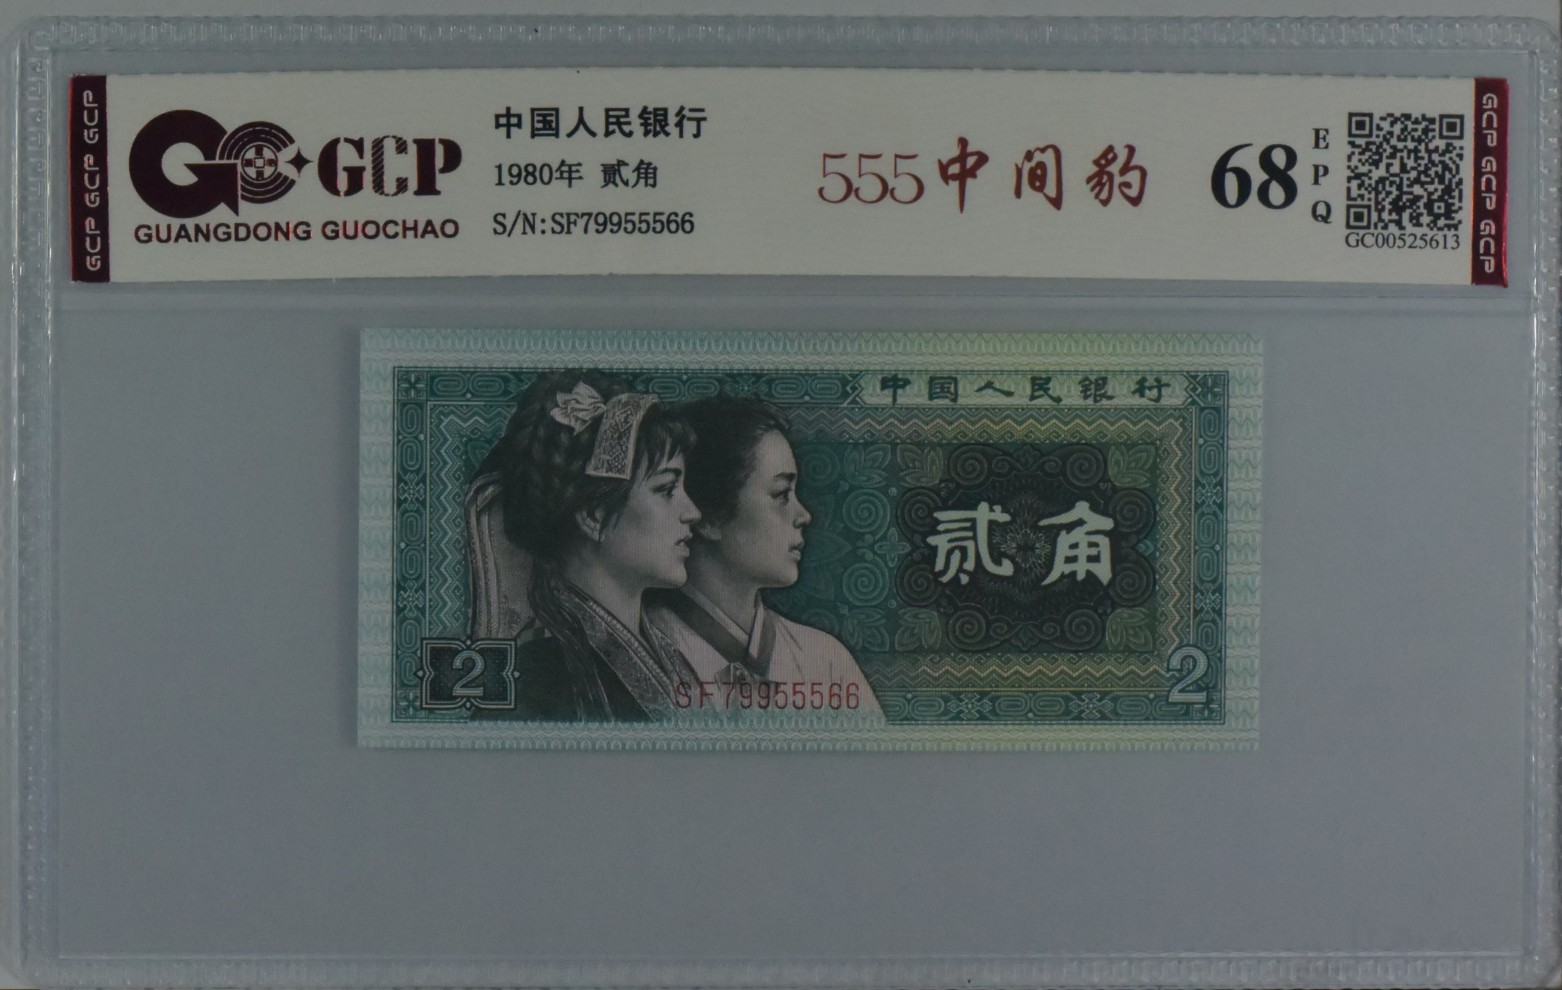 GCP GCP GCP
GCP
GUANGDONG GUOCHAO
中国人民银行
1980年 贰角
S/N:SF79955566
555中间豹
68
EPQ
GC00525613
GCP GCP GCP
中国人民银行
贰角
2
SF79955566
2